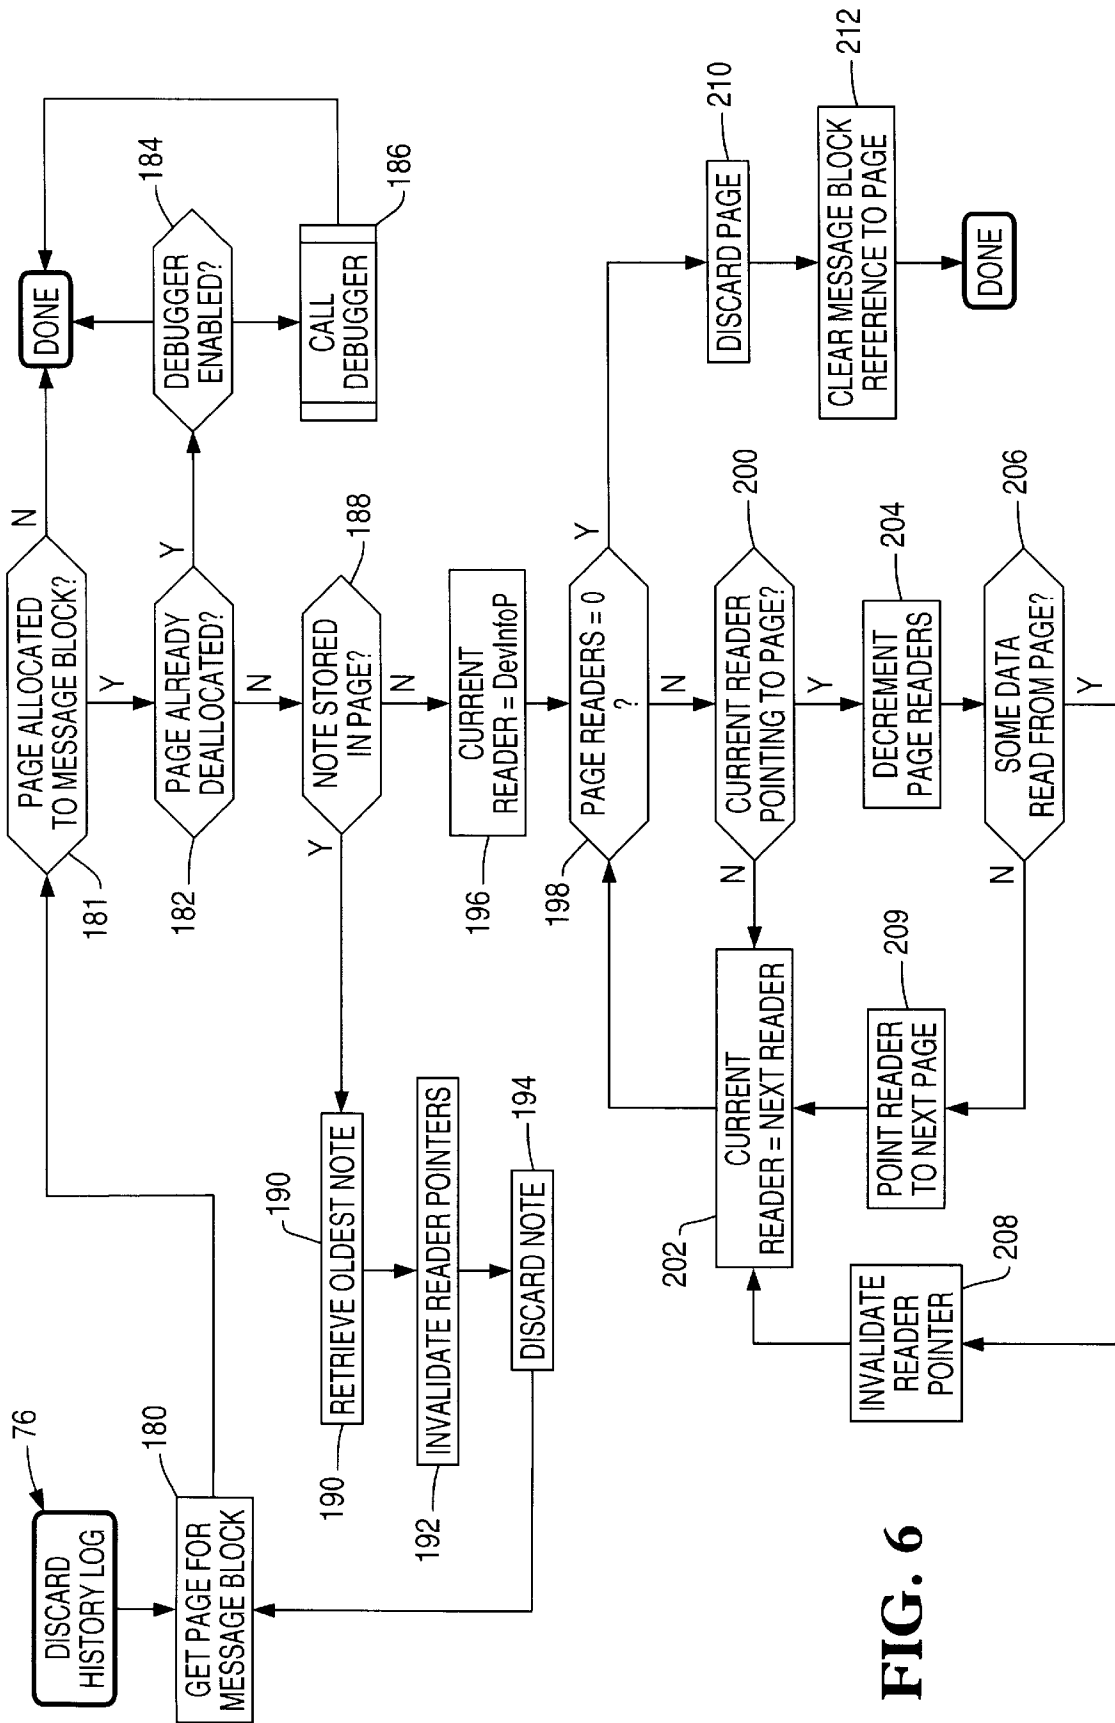 76
DISCARD
HISTORY LOG
180
GET PAGE FOR
MESSAGE BLOCK
181
PAGE ALLOCATED
TO MESSAGE BLOCK?
N
Y
DONE
182
PAGE ALREADY
DEALLOCATED?
Y
N
184
DEBUGGER
ENABLED?
186
CALL
DEBUGGER
188
NOTE STORED
IN PAGE?
Y
N
190
190
RETRIEVE OLDEST NOTE
192
INVALIDATE READER POINTERS
194
DISCARD NOTE
196
CURRENT
READER = DevInfoP
198
PAGE READERS = 0
?
Y
N
200
CURRENT READER
POINTING TO PAGE?
N
Y
202
CURRENT
READER = NEXT READER
204
DECREMENT
PAGE READERS
206
SOME DATA
READ FROM PAGE?
N
Y
208
INVALIDATE
READER
POINTER
209
POINT READER
TO NEXT PAGE
210
DISCARD PAGE
212
CLEAR MESSAGE BLOCK
REFERENCE TO PAGE
DONE
FIG. 6